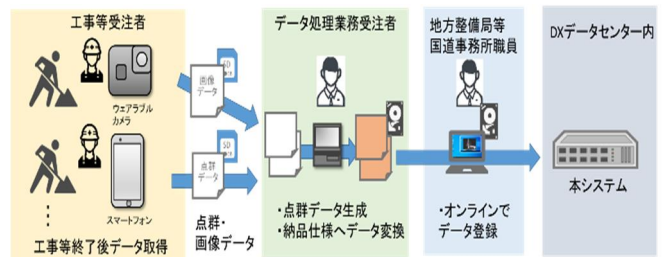 工事等受注者
ウェアラブル
カメラ
スマートフォン
⋮
工事等終了後データ取得
画像
データ
SD
点群
データ
SD
点群・
画像データ
データ処理業務受注者
・点群データ生成
・納品仕様へデータ変換
地方整備局等
国道事務所職員
・オンラインで
データ登録
DXデータセンター内
本システム